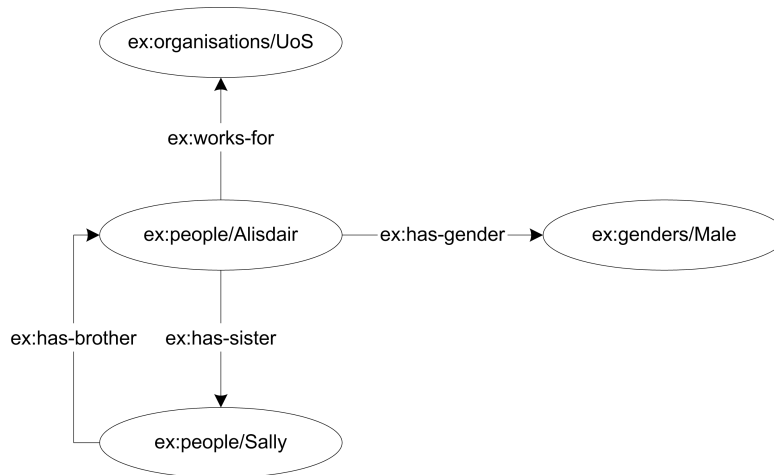 ex:organisations/UoS
ex:works-for
ex:people/Alisdair
ex:has-gender
ex:genders/Male
ex:has-brother
ex:has-sister
ex:people/Sally